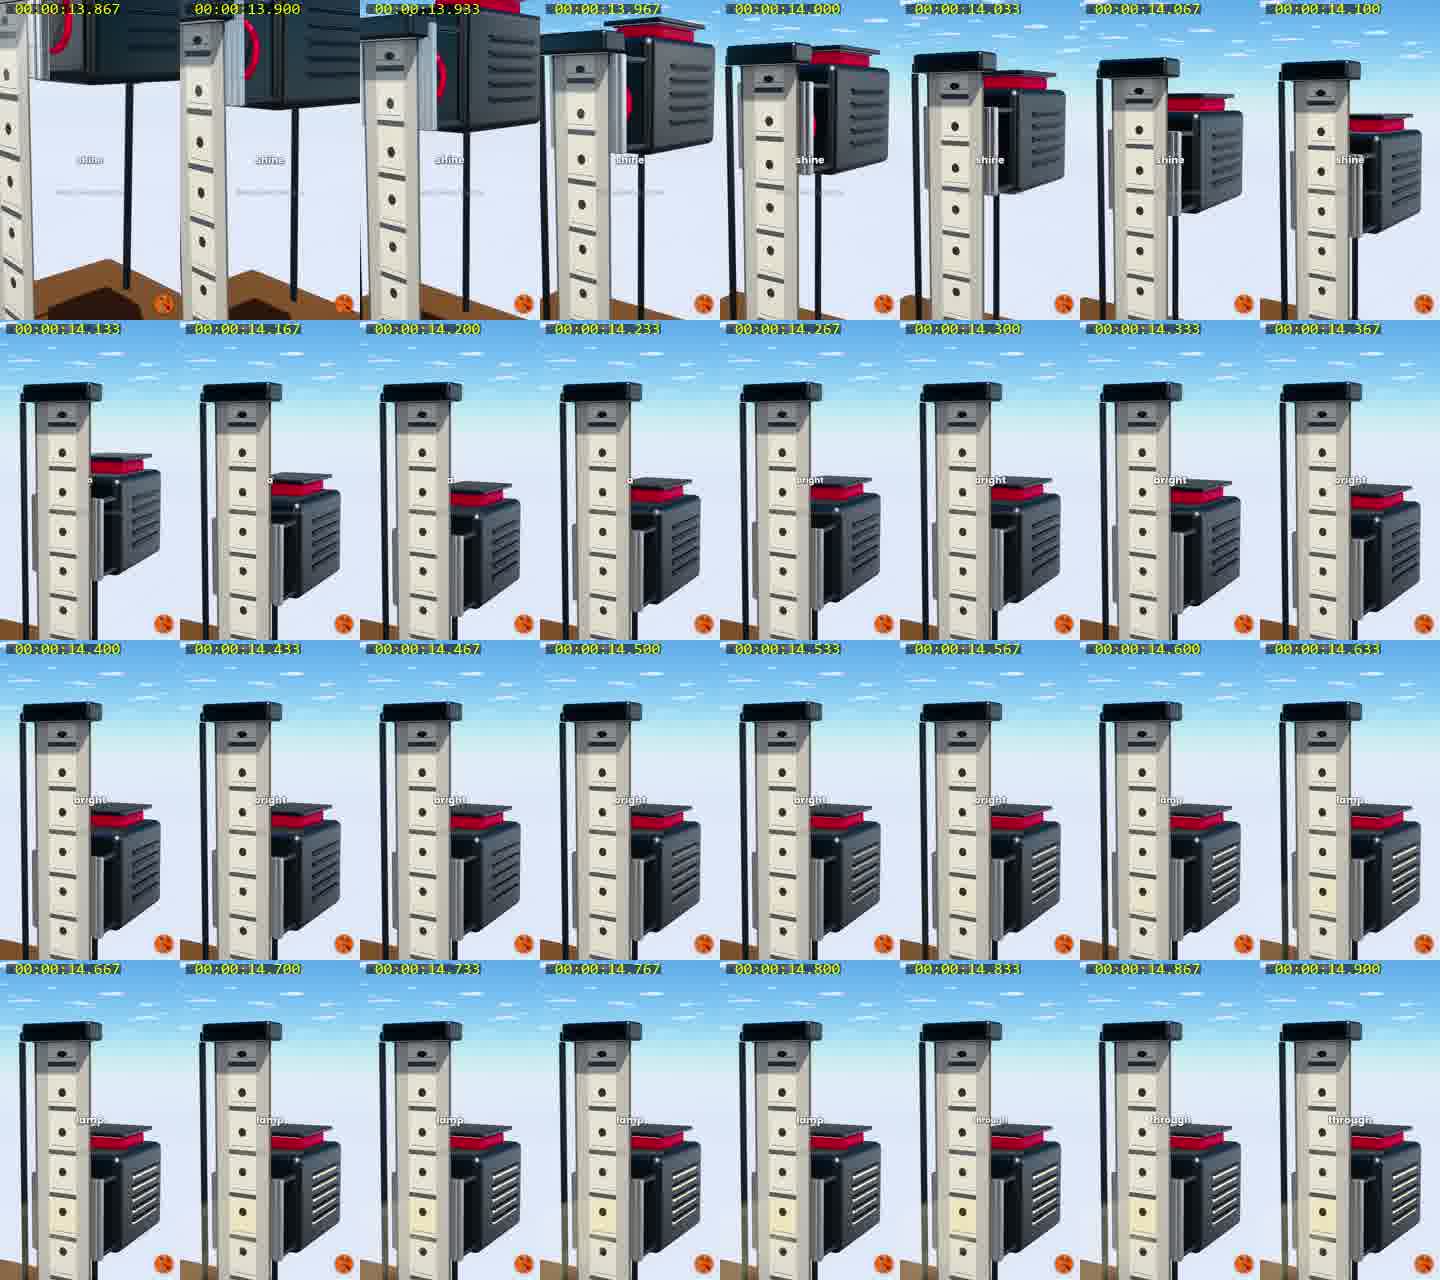 00:00:13.867 00:00:13.900 00:00:13.933 00:00:13.967 00:00:14.000 00:00:14.033 00:00:14.067 00:00:14.100
shine shine shine shine shine shine shine shine
00:00:14.133 00:00:14.167 00:00:14.200 00:00:14.233 00:00:14.267 00:00:14.300 00:00:14.333 00:00:14.367
a a a a bright bright bright bright
00:00:14.400 00:00:14.433 00:00:14.467 00:00:14.500 00:00:14.533 00:00:14.567 00:00:14.600 00:00:14.633
bright bright bright bright bright bright lamp lamp
00:00:14.667 00:00:14.700 00:00:14.733 00:00:14.767 00:00:14.800 00:00:14.833 00:00:14.867 00:00:14.900
lamp lamp lamp lamp lamp through through through